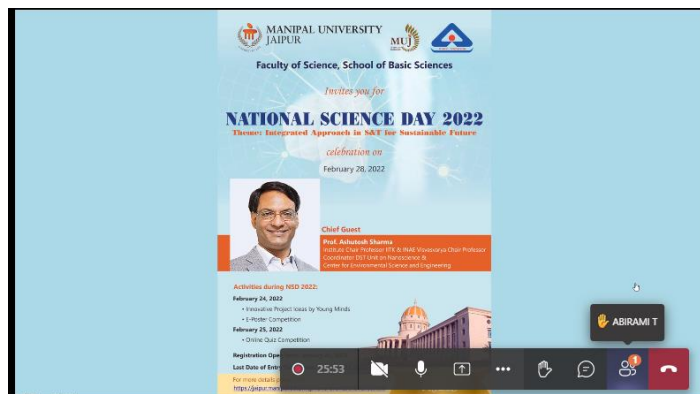 MANIPAL UNIVERSITY
JAIPUR
MUJ
Faculty of Science, School of Basic Sciences
Invites you for
NATIONAL SCIENCE DAY 2022
Theme: Integrated Approach in S&T for Sustainable Future
celebration on
February 28, 2022
Chief Guest
Prof. Ashutosh Sharma
Institute Chair Professor IITK & INAE Visvesvarya Chair Professor
Coordinator DST Unit on Nanoscience &
Center for Environmental Science and Engineering
Activities during NSD 2022:
February 24, 2022
• Innovative Project Ideas by Young Minds
• E-Poster Competition
February 25, 2022
• Online Quiz Competition
Registration Ope
Last Date of Entry
For more details p
https://jaipur.mani
ABIRAMI T
1
25:53